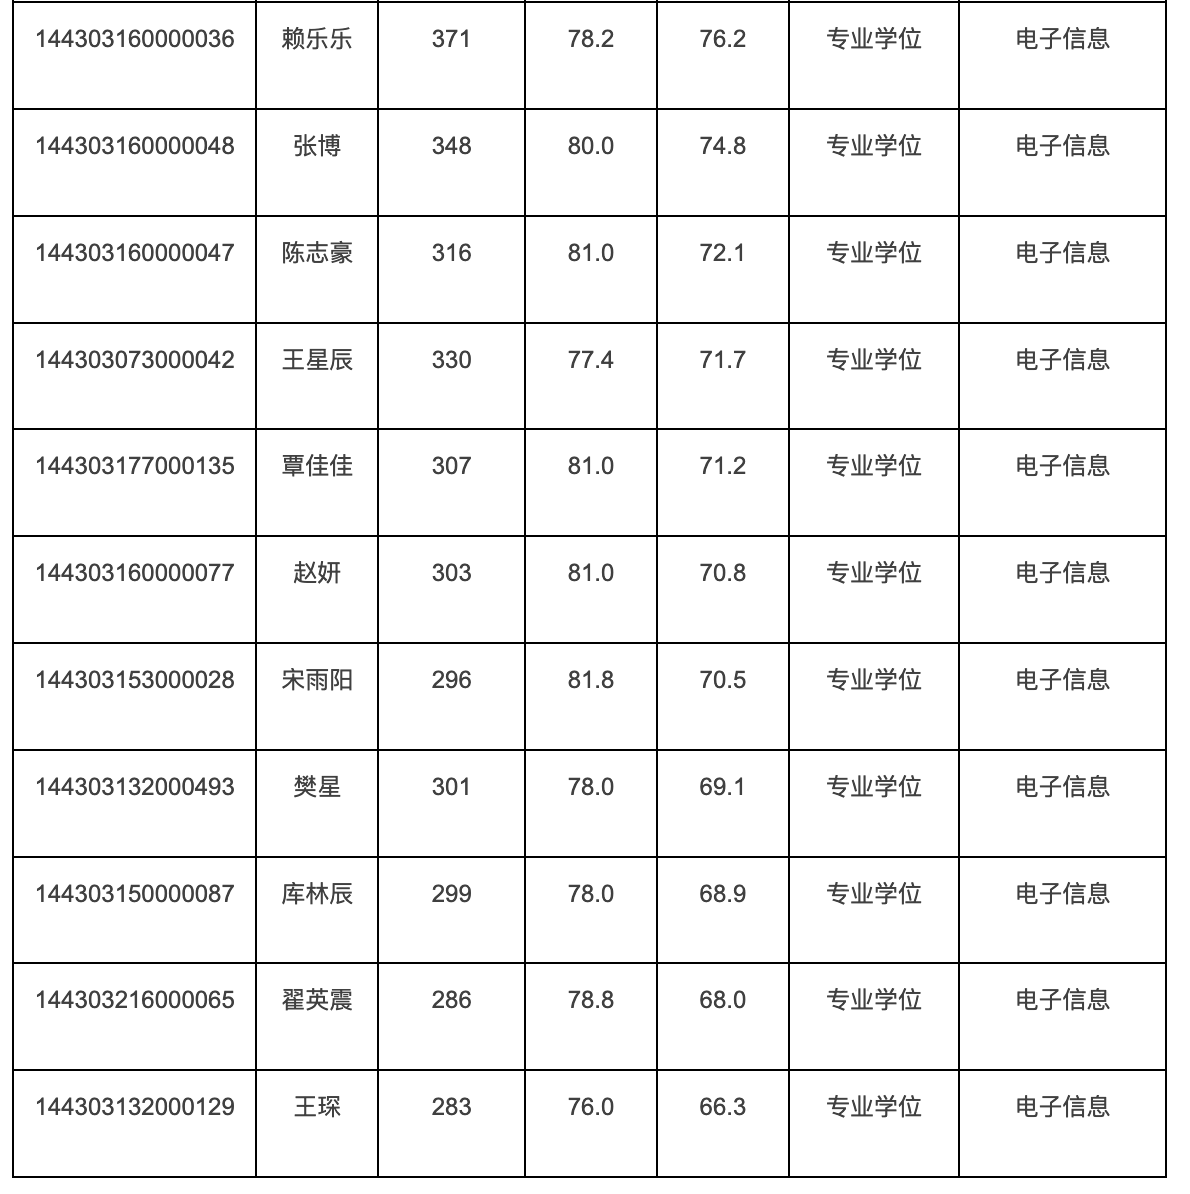 144303160000036 赖乐乐 371 78.2 76.2 专业学位 电子信息
144303160000048 张博 348 80.0 74.8 专业学位 电子信息
144303160000047 陈志豪 316 81.0 72.1 专业学位 电子信息
144303073000042 王星辰 330 77.4 71.7 专业学位 电子信息
144303177000135 覃佳佳 307 81.0 71.2 专业学位 电子信息
144303160000077 赵妍 303 81.0 70.8 专业学位 电子信息
144303153000028 宋雨阳 296 81.8 70.5 专业学位 电子信息
144303132000493 樊星 301 78.0 69.1 专业学位 电子信息
144303150000087 库林辰 299 78.0 68.9 专业学位 电子信息
144303216000065 翟英震 286 78.8 68.0 专业学位 电子信息
144303132000129 王琛 283 76.0 66.3 专业学位 电子信息